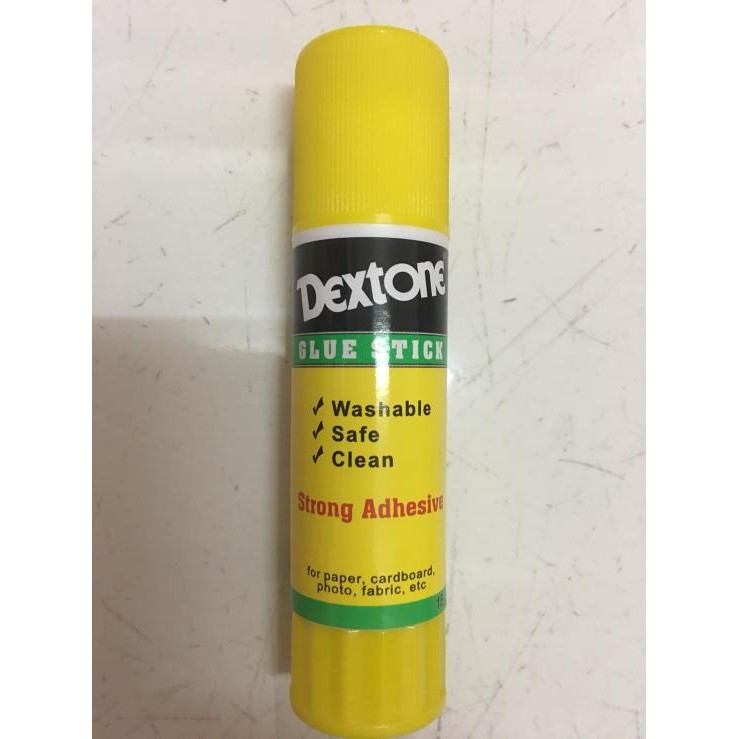 Dextone
GLUE STICK
Washable
Safe
Clean
Strong Adhesive
for paper, cardboard,
photo, fabric, etc